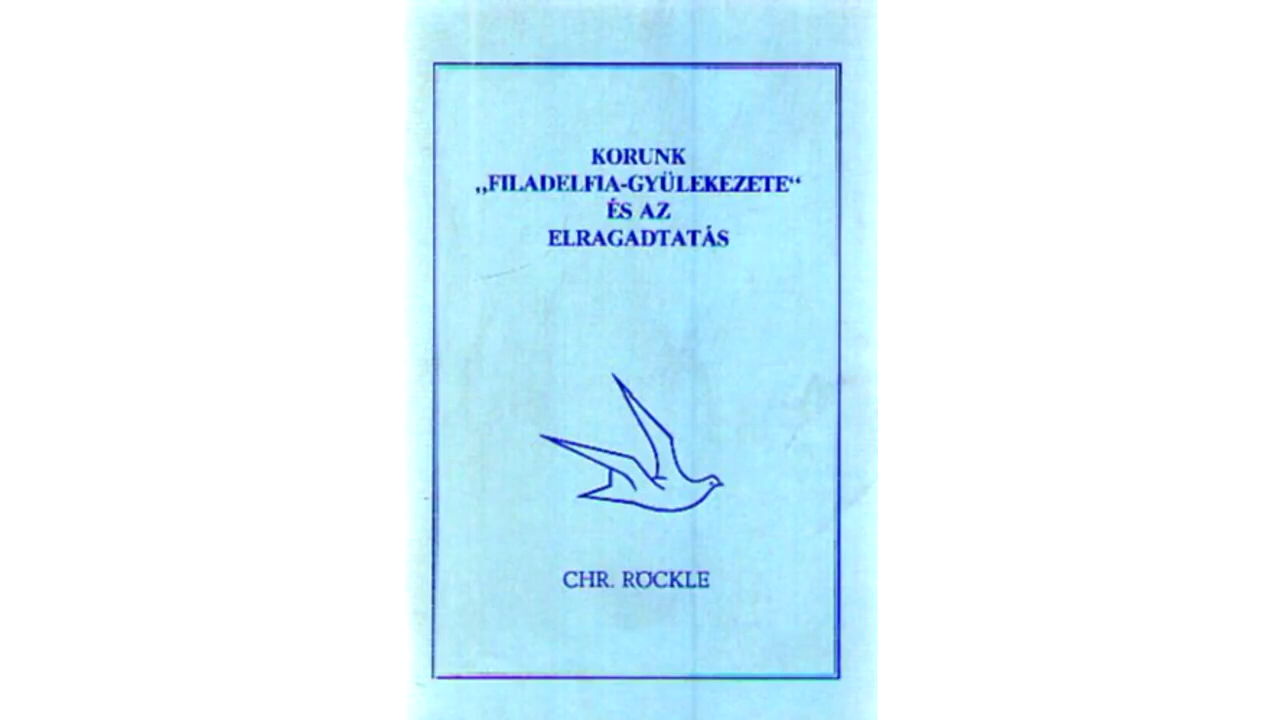 KORUNK
„FILADELFIA-GYÜLEKEZETE“
ÉS AZ
ELRAGADTATÁS
CHR. RÖCKLE